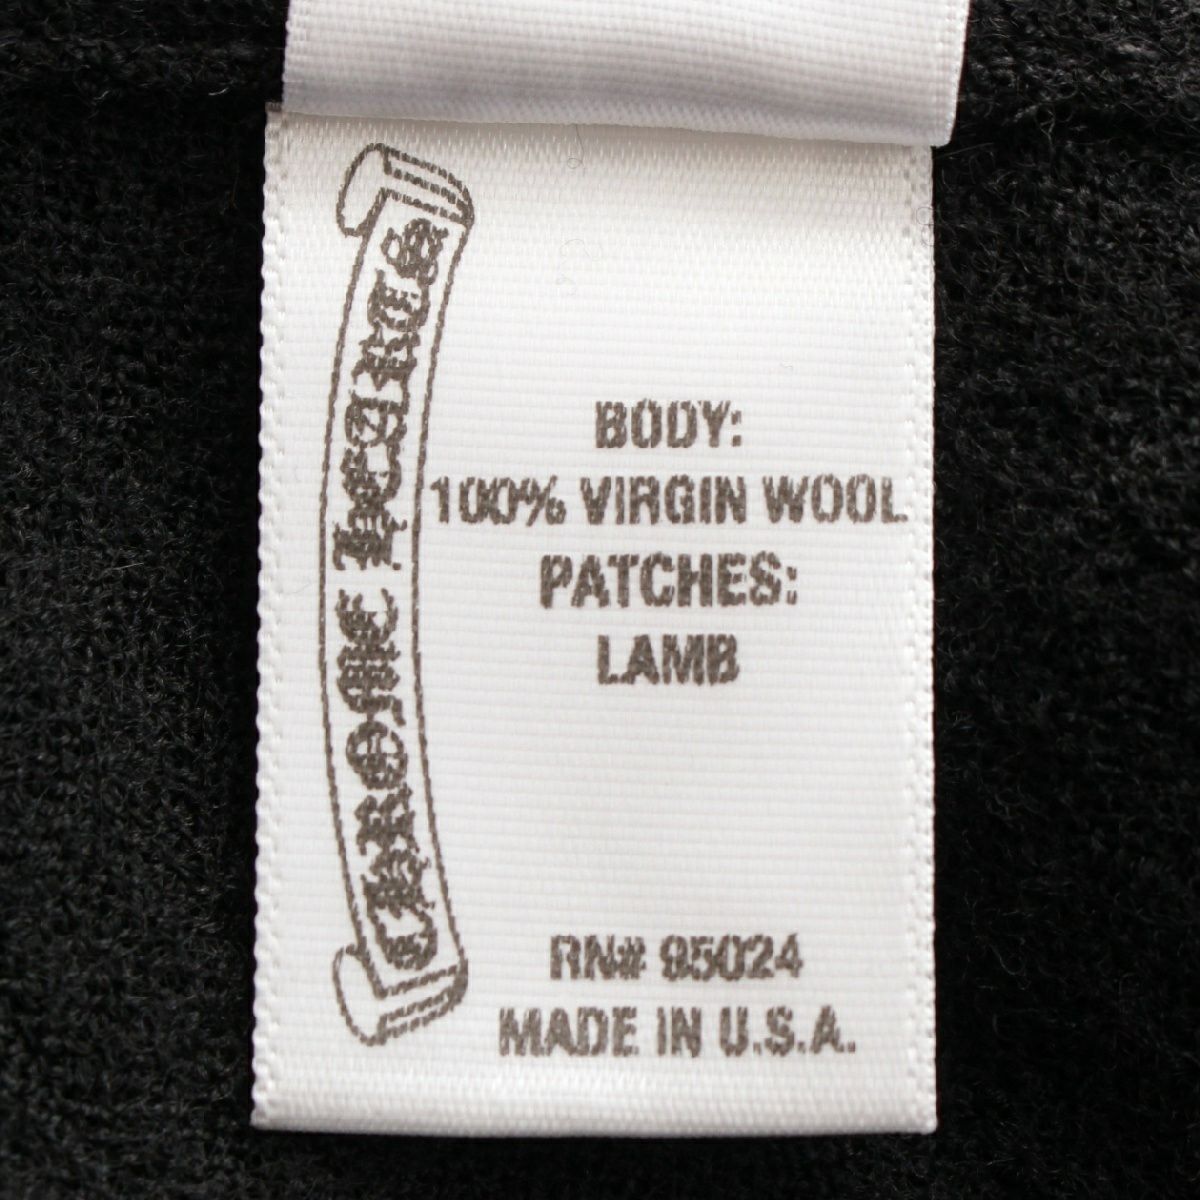 CHROME HEARTS
BODY:
100% VIRGIN WOOL
PATCHES:
LAMB
RN# 95024
MADE IN U.S.A.